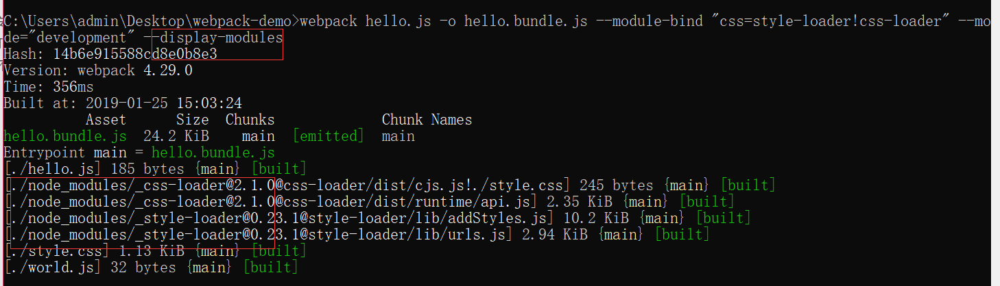 C:\Users\admin\Desktop\webpack-demo>webpack hello.js -o hello.bundle.js --module-bind "css=style-loader!css-loader" --mo
de="development" --display-modules
Hash: 14b6e915588cd8e0b8e3
Version: webpack 4.29.0
Time: 356ms
Built at: 2019-01-25 15:03:24
Asset Size Chunks Chunk Names
hello.bundle.js 24.2 KiB main [emitted] main
Entrypoint main = hello.bundle.js
[./hello.js] 185 bytes {main} [built]
[./node_modules/_css-loader@2.1.0@css-loader/dist/cjs.js!./style.css] 245 bytes {main} [built]
[./node_modules/_css-loader@2.1.0@css-loader/dist/runtime/api.js] 2.35 KiB {main} [built]
[./node_modules/_style-loader@0.23.1@style-loader/lib/addStyles.js] 10.2 KiB {main} [built]
[./node_modules/_style-loader@0.23.1@style-loader/lib/urls.js] 2.94 KiB {main} [built]
[./style.css] 1.13 KiB {main} [built]
[./world.js] 32 bytes {main} [built]